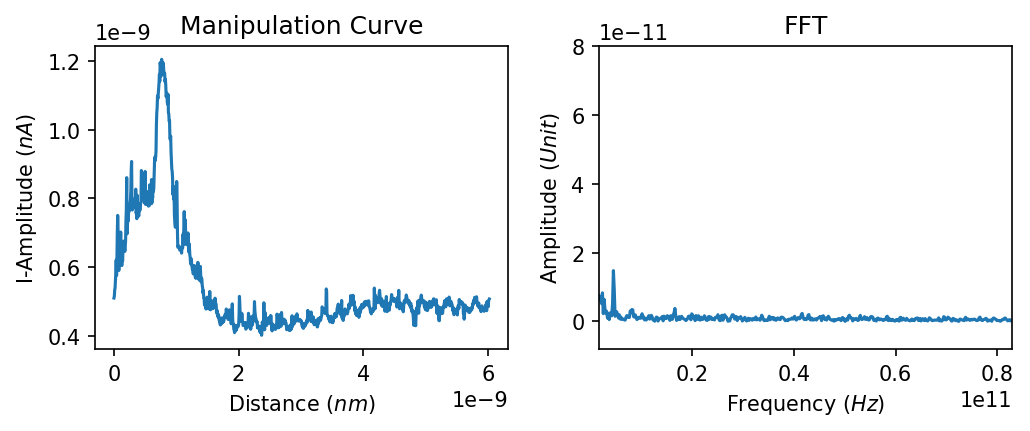 Manipulation Curve
1e−9
I-Amplitude (nA)
1.2
1.0
0.8
0.6
0.4
0 2 4 6
Distance (nm)
1e−9
FFT
1e−11
Amplitude (Unit)
8
6
4
2
0
0.2 0.4 0.6 0.8
Frequency (Hz)
1e11